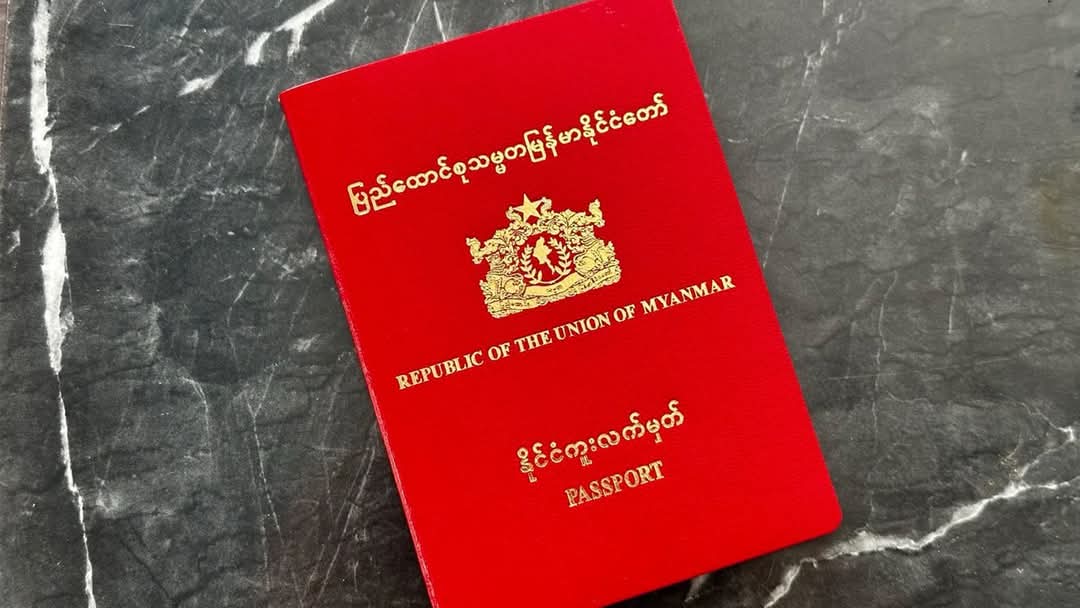 ပြည်ထောင်စုသမ္မတမြန်မာနိုင်ငံတော်
REPUBLIC OF THE UNION OF MYANMAR
နိုင်ငံကူးလက်မှတ်
PASSPORT